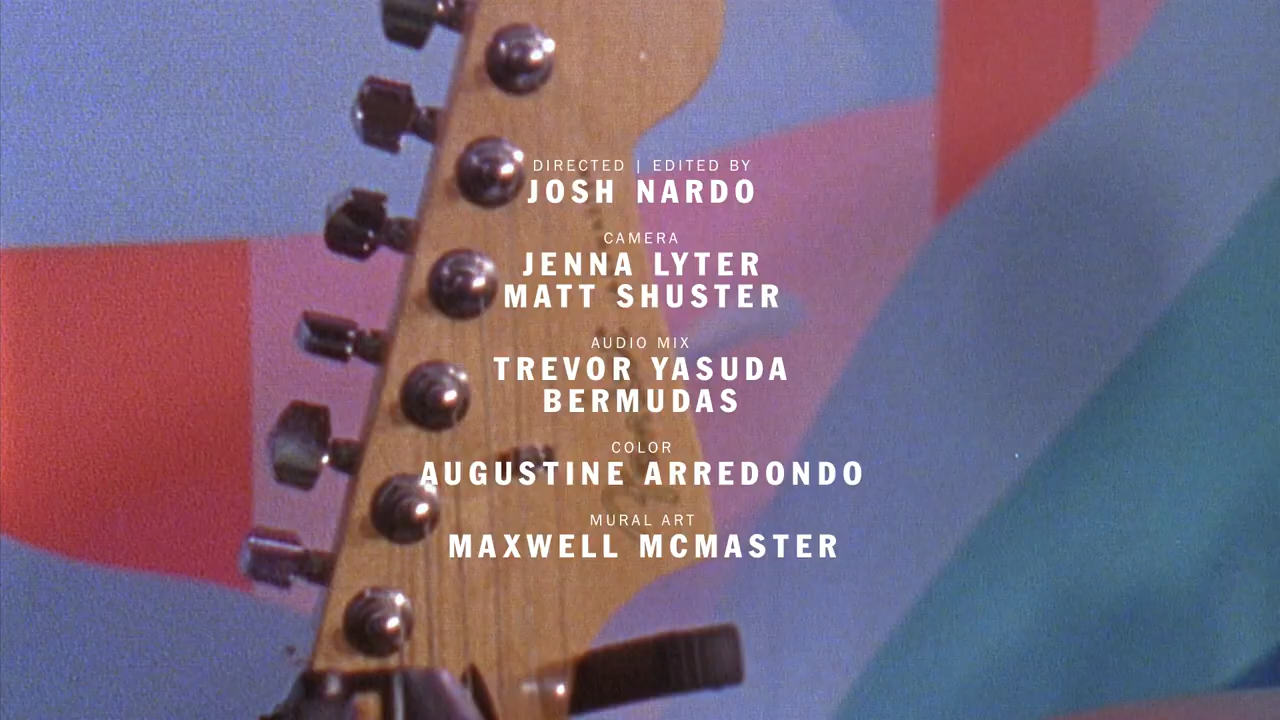 DIRECTED | EDITED BY
JOSH NARDO
CAMERA
JENNA LYTER
MATT SHUSTER
AUDIO MIX
TREVOR YASUDA
BERMUDAS
COLOR
AUGUSTINE ARREDONDO
MURAL ART
MAXWELL MCMASTER